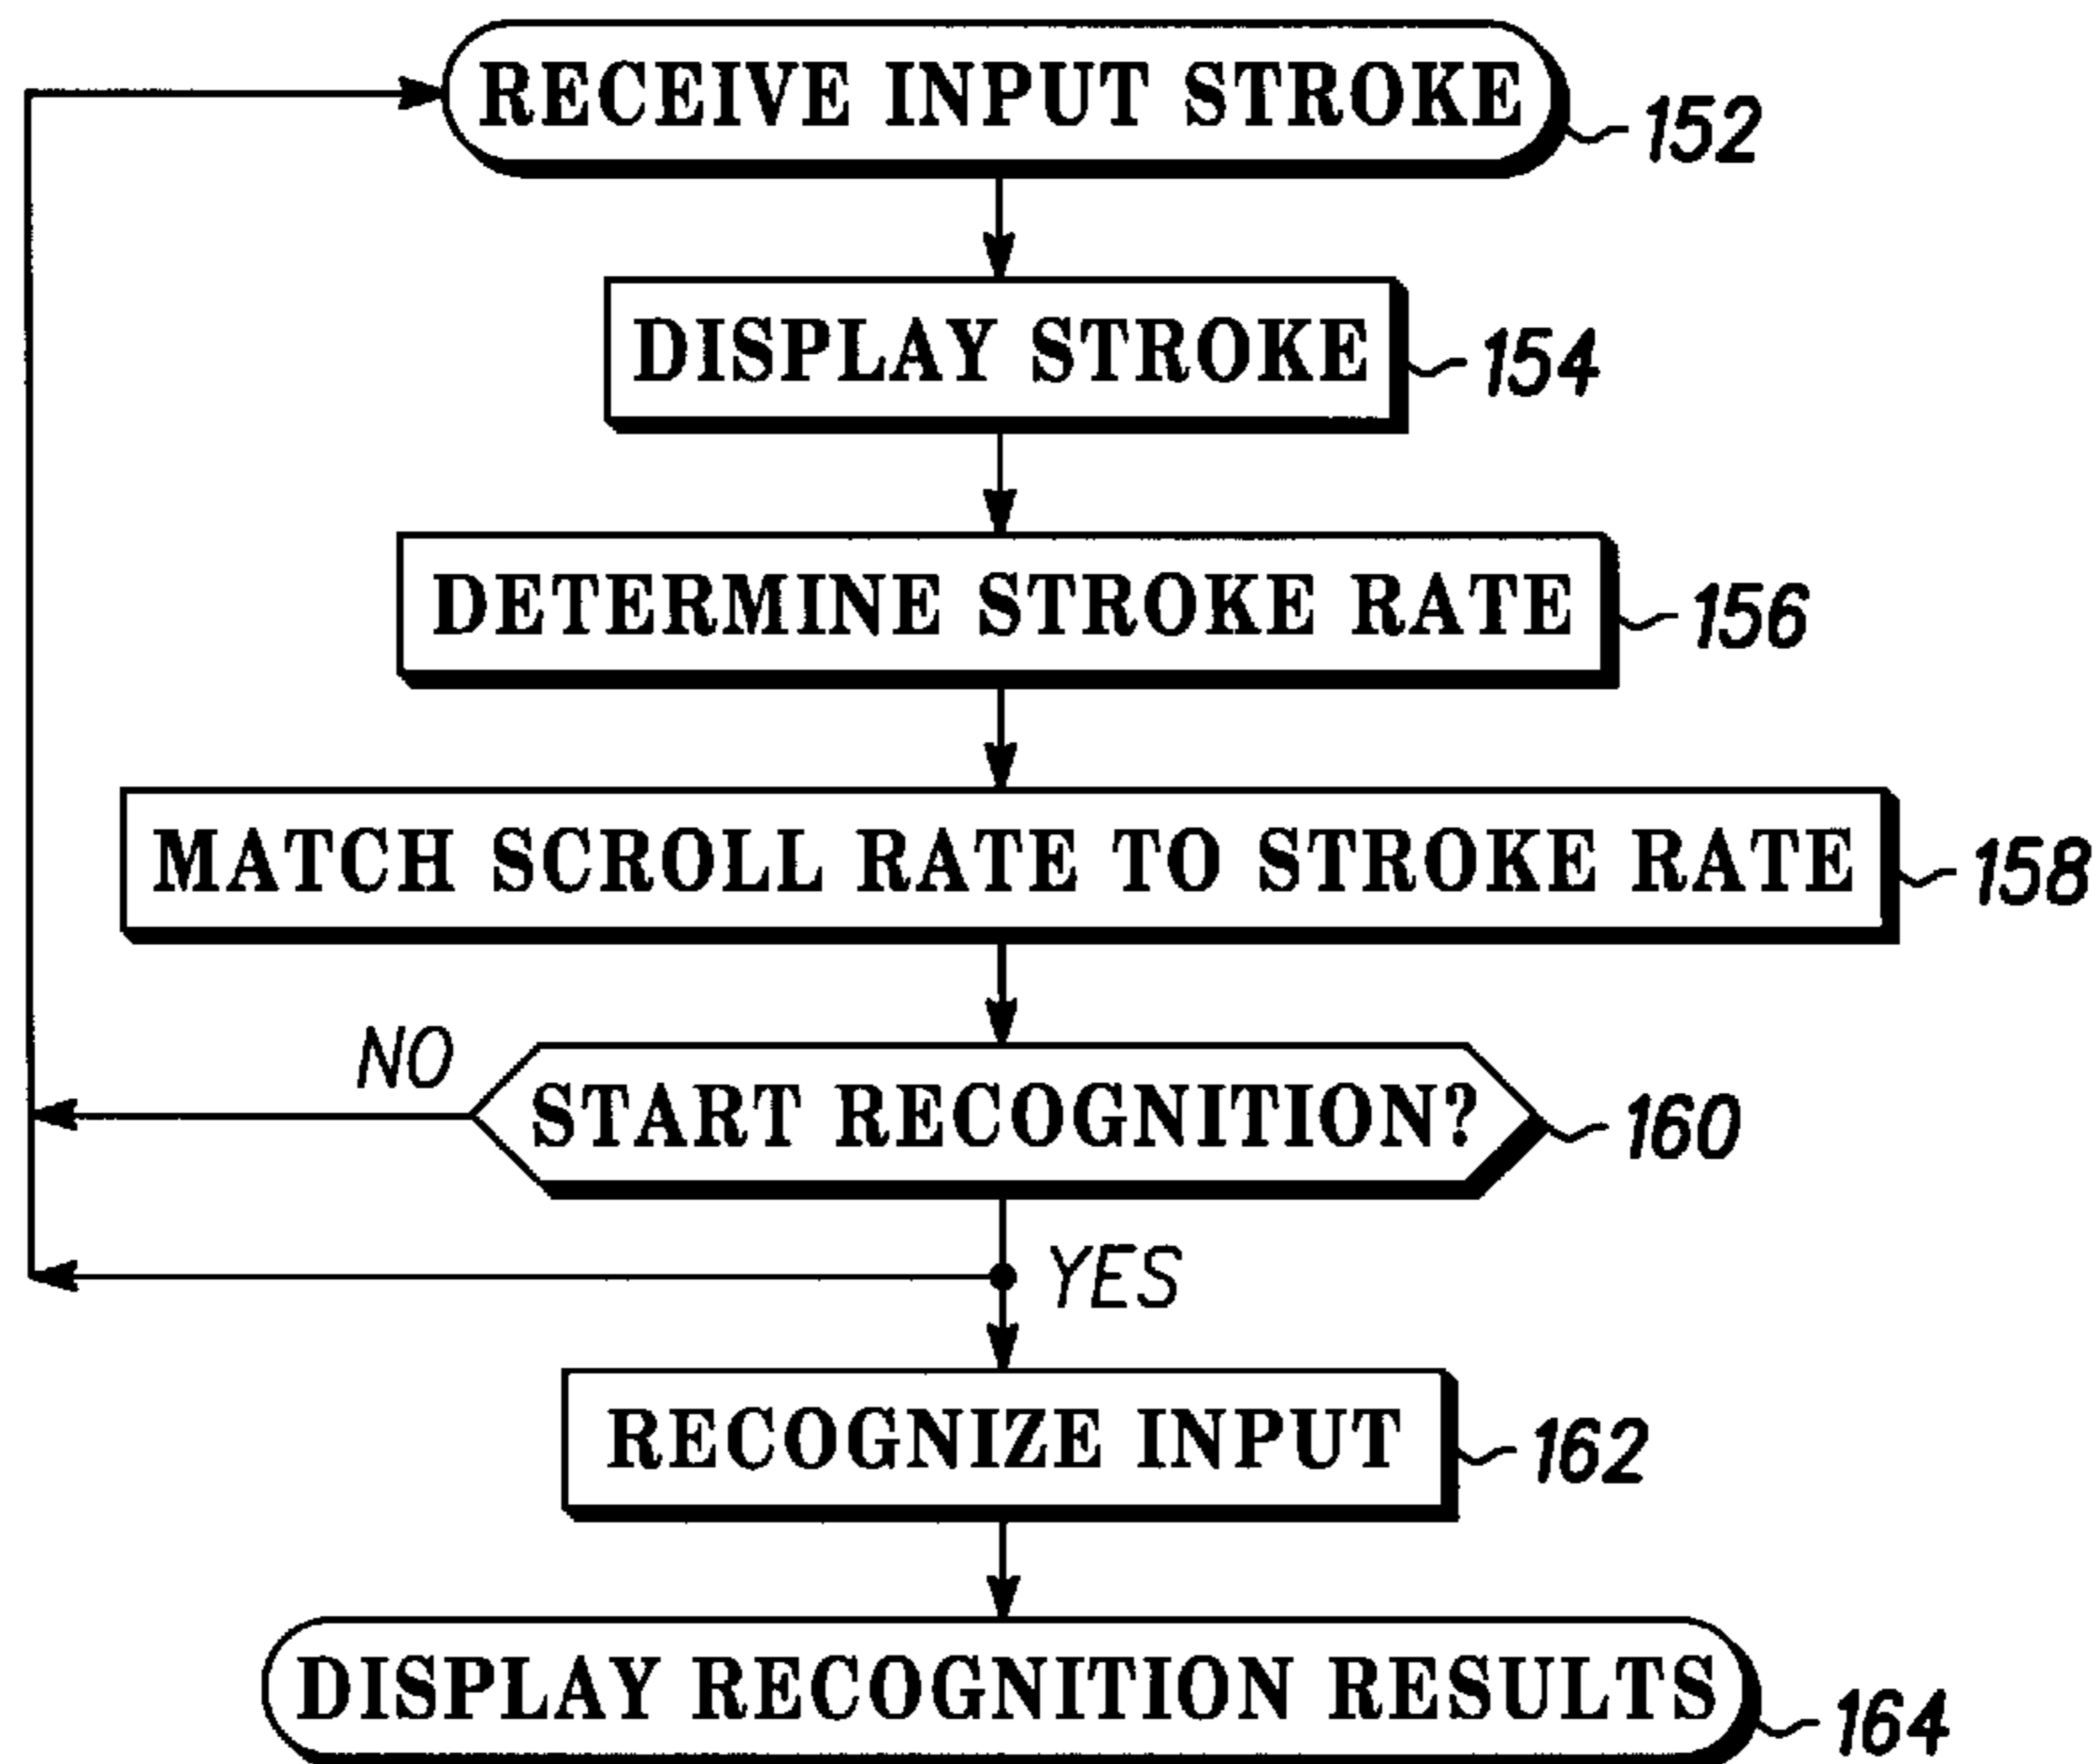 RECEIVE INPUT STROKE
152
DISPLAY STROKE
154
DETERMINE STROKE RATE
156
MATCH SCROLL RATE TO STROKE RATE
158
NO
START RECOGNITION?
160
YES
RECOGNIZE INPUT
162
DISPLAY RECOGNITION RESULTS
164